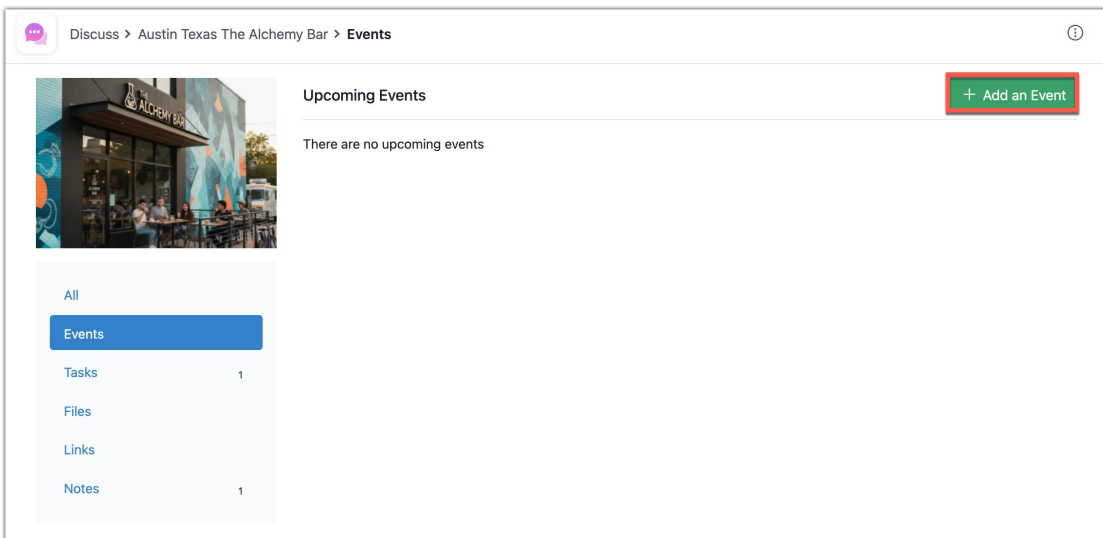 Discuss > Austin Texas The Alchemy Bar > Events
THE
ALCHEMY BAR
Upcoming Events
+ Add an Event
There are no upcoming events
All
Events
Tasks 1
Files
Links
Notes 1